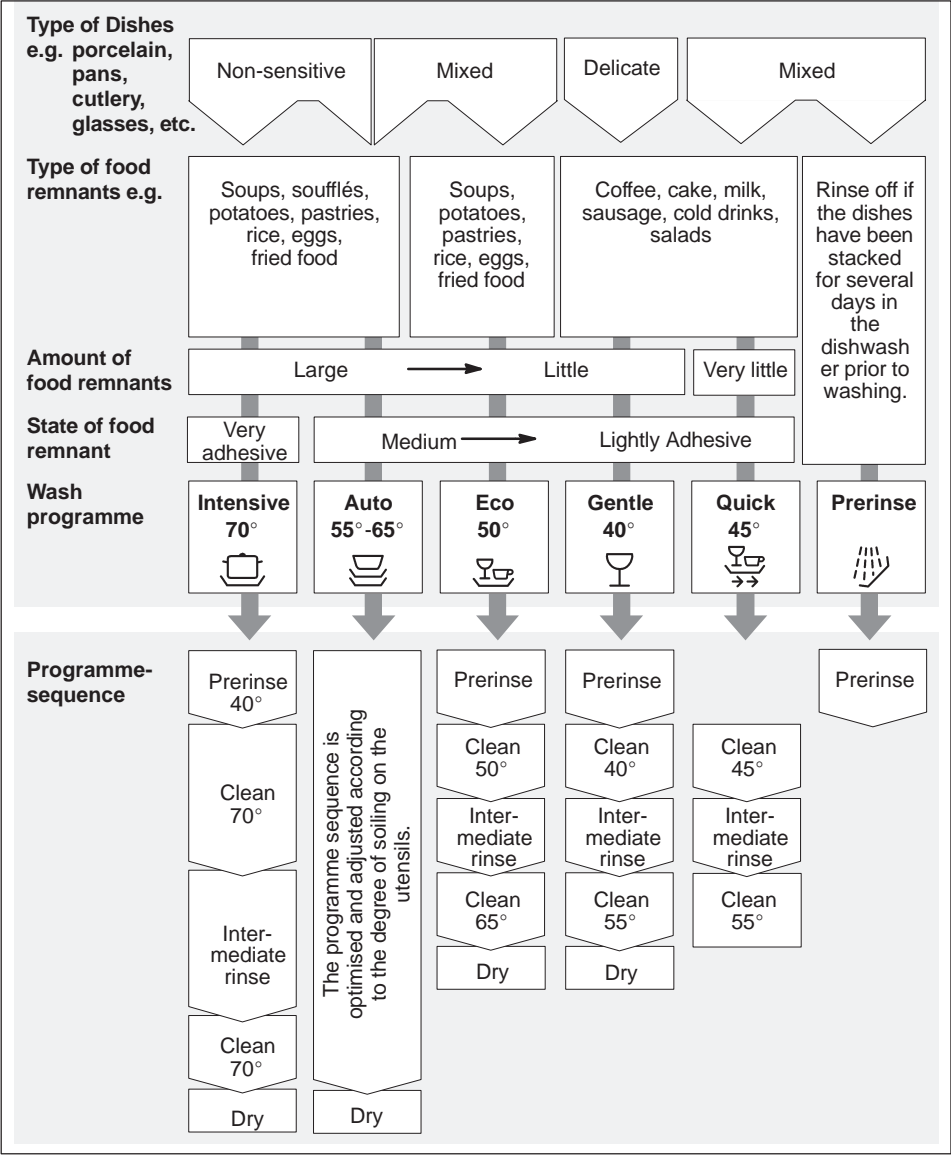 Type of Dishes
e.g. porcelain,
pans,
cutlery,
glasses, etc.
Non-sensitive
Mixed
Delicate
Mixed
Type of food
remnants e.g.
Soups, soufflés,
potatoes, pastries,
rice, eggs,
fried food
Soups,
potatoes,
pastries,
rice, eggs,
fried food
Coffee, cake, milk,
sausage, cold drinks,
salads
Rinse off if
the dishes
have been
stacked
for several
days in
the
dishwash
er prior to
washing.
Amount of
food remnants
Large
Little
Very little
State of food
remnant
Very
adhesive
Medium
Lightly Adhesive
Wash
programme
Intensive
70°
Auto
55°-65°
Eco
50°
Gentle
40°
Quick
45°
Prerinse
Programme-
sequence
Prerinse
40°
Clean
70°
Inter-
mediate
rinse
Clean
70°
Dry
The programme sequence is
optimised and adjusted according
to the degree of soiling on the
utensils.
Dry
Prerinse
Clean
50°
Inter-
mediate
rinse
Clean
65°
Dry
Prerinse
Clean
40°
Inter-
mediate
rinse
Clean
55°
Dry
Clean
45°
Inter-
mediate
rinse
Clean
55°
Prerinse